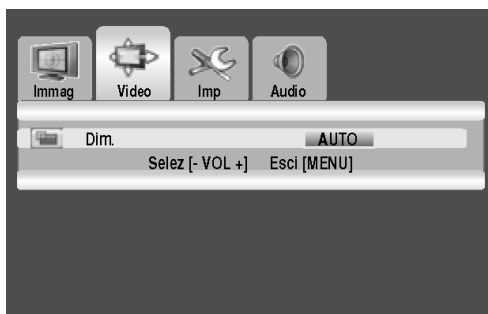 Immag Video Imp Audio
Dim. AUTO
Selez [- VOL +] Esci [MENU]